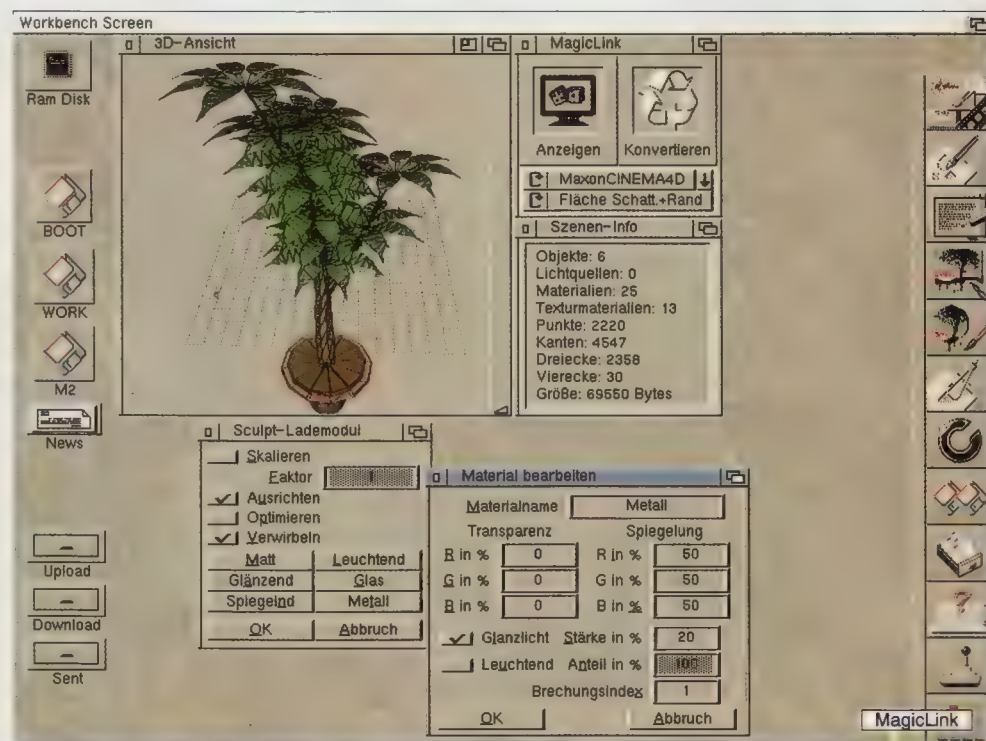 Workbench Screen
Ram Disk
BOOT
WORK
M2
News
Upload
Download
Sent
3D-Ansicht
MagicLink
Anzeigen
Konvertieren
MaxonCINEMA4D
Fläche Schatt.+Rand
Szenen-Info
Objekte: 6
Lichtquellen: 0
Materialien: 25
Texturmaterialien: 13
Punkte: 2220
Kanten: 4547
Dreiecke: 2358
Vierecke: 30
Größe: 69550 Bytes
Sculpt-Lademodul
Skalieren
Faktor 1
Ausrichten
Optimieren
Verwirbeln
Matt Leuchtend
Glänzend Glas
Spiegelnd Metall
OK Abbruch
Material bearbeiten
Materialname Metall
Transparenz Spiegelung
R in % 0 R in % 50
G in % 0 G in % 50
B in % 0 B in % 50
Glanzlicht Stärke in % 20
Leuchtend Anteil in % 100
Brechungsindex 1
OK Abbruch
MagicLink